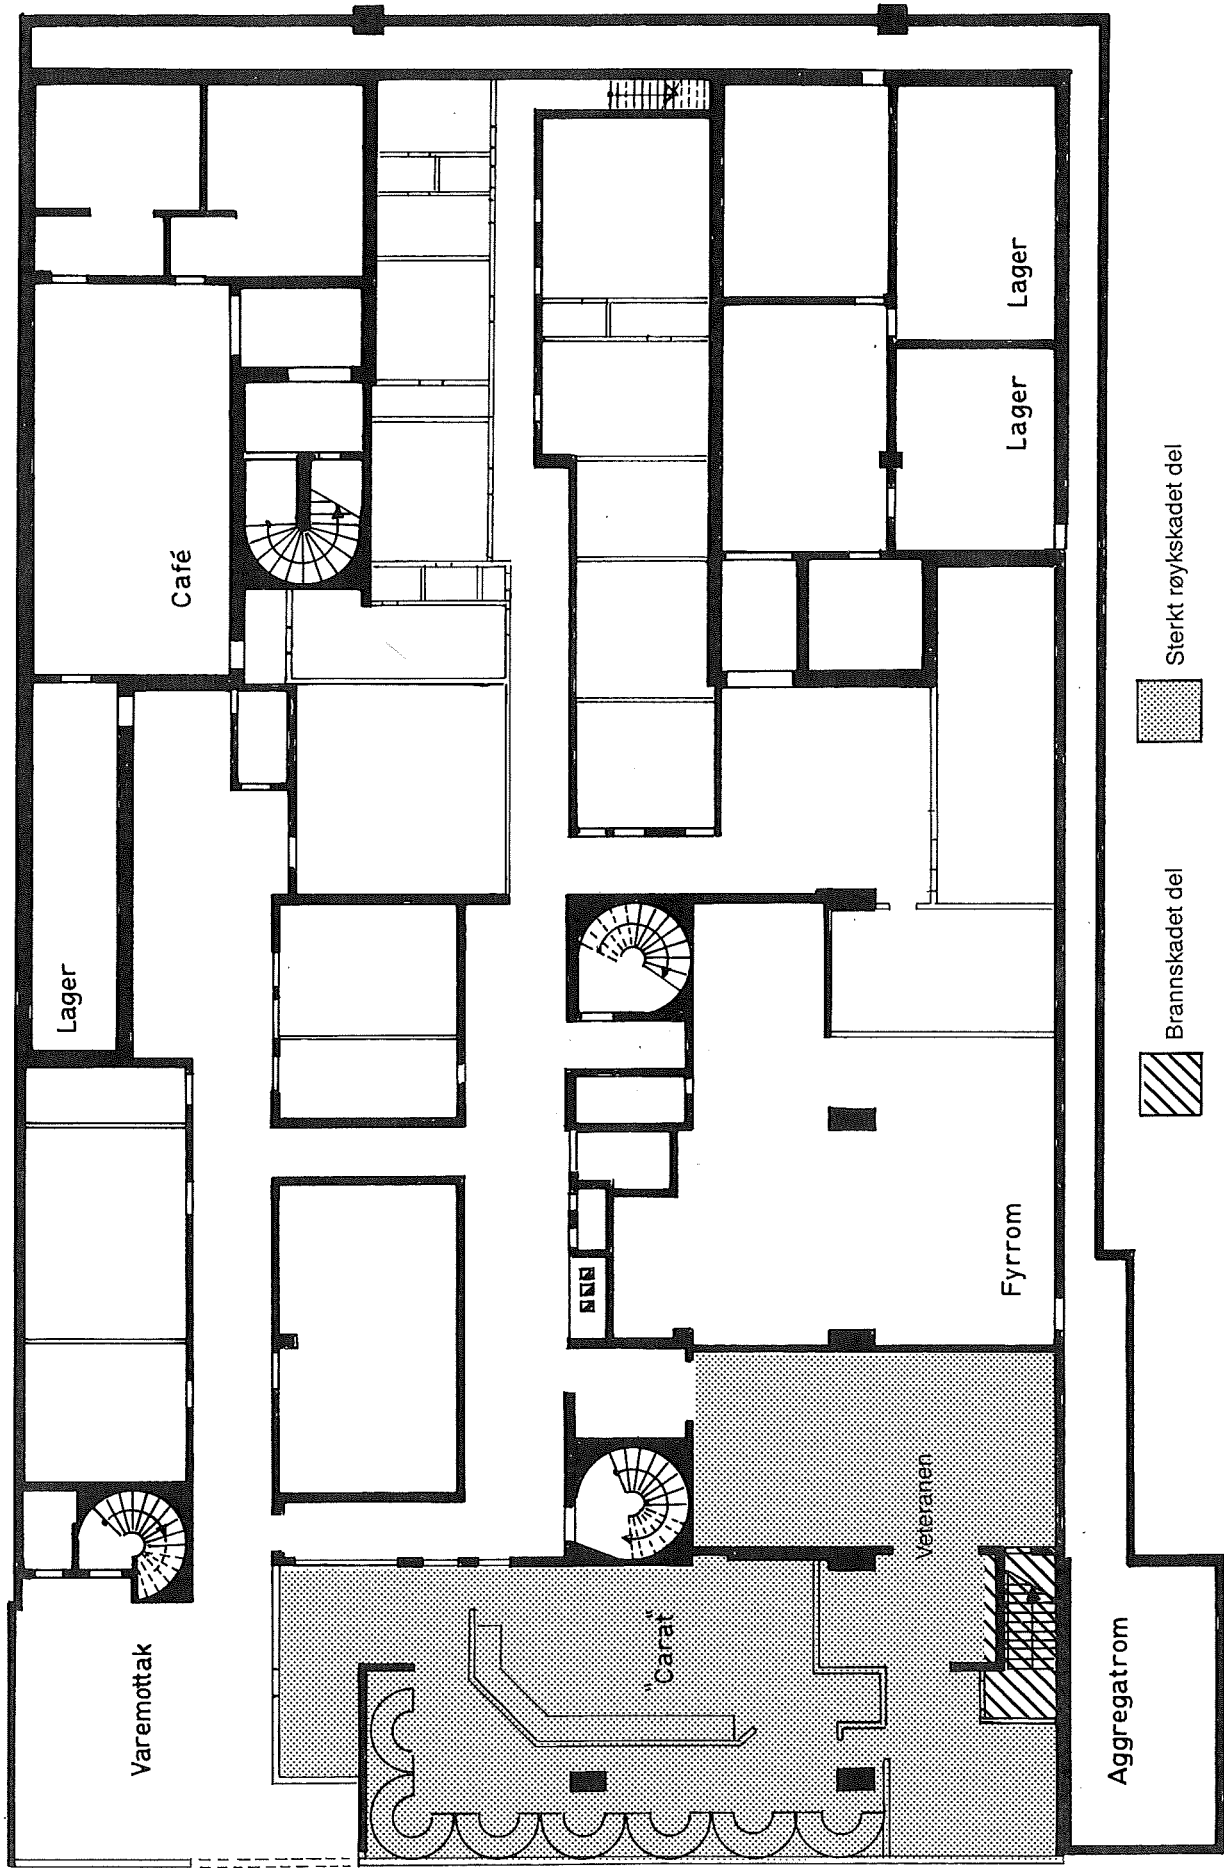 Varemottak
Lager
Café
"Carat"
Veteranen
Fyrrom
Lager
Lager
Aggregatrom
Brannskadet del
Sterkt røykskadet del